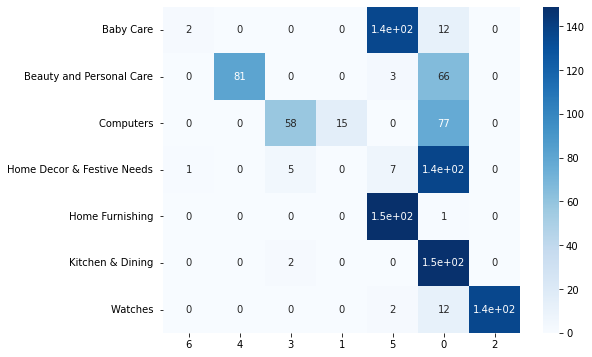 Baby Care 2 0 0 0 1.4e+02 12 0
Beauty and Personal Care 0 81 0 0 3 66 0
Computers 0 0 58 15 0 77 0
Home Decor & Festive Needs 1 0 5 0 7 1.4e+02 0
Home Furnishing 0 0 0 0 1.5e+02 1 0
Kitchen & Dining 0 0 2 0 0 1.5e+02 0
Watches 0 0 0 0 2 12 1.4e+02
6 4 3 1 5 0 2
140
120
100
80
60
40
20
0